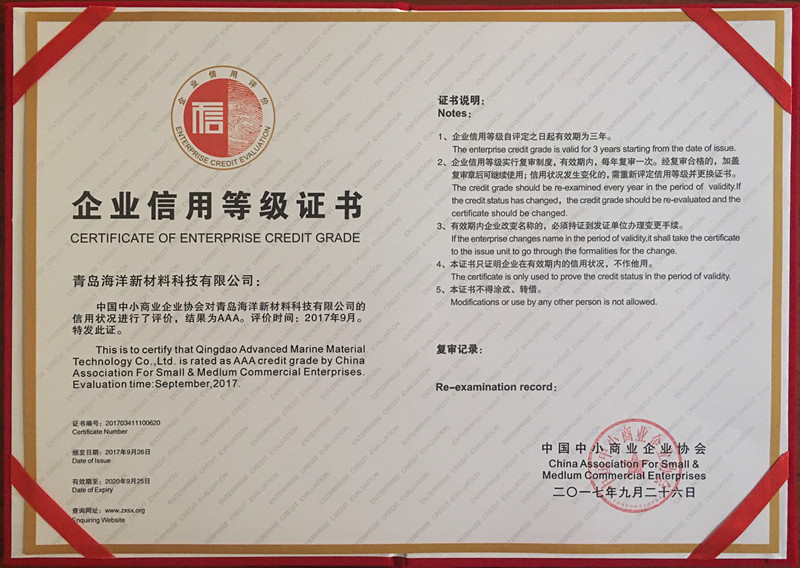 企业信用评价
信
ENTERPRISE CREDIT EVALUATION
企业信用等级证书
CERTIFICATE OF ENTERPRISE CREDIT GRADE
青岛海洋新材料科技有限公司：
中国中小商业企业协会对青岛海洋新材料科技有限公司的
信用状况进行了评价，结果为AAA。评价时间：2017年9月。
特发此证。
This is to certify that Qingdao Advanced Marine Material
Technology Co.,Ltd. is rated as AAA credit grade by China
Association For Small & Medlum Commercial Enterprises.
Evaluation time:September,2017.
证书编号：201703411100620
Certificate Number
颁发日期：2017年9月26日
Date of Issue
有效期至：2020年9月25日
Date of Expiry
查询网址：www.zxsx.org
Enquiring Website
证书说明：
Notes:
1、企业信用等级自评定之日起有效期为三年。
The enterprise credit grade is valid for 3 years starting from the date of issue.
2、企业信用等级实行复审制度，有效期内，每年复审一次。经复审合格的，加盖
复审章后可继续使用；信用状况发生变化的，需重新评定信用等级并更换证书。
The credit grade should be re-examined every year in the period of validity.If
the credit status has changed, the credit grade should be re-evaluated and the
certificate should be changed.
3、有效期内企业改变名称的，必须持证到发证单位办理变更手续。
If the enterprise changes name in the period of validity,it shall take the certificate
to the issue unit to go through the formalities for the change.
4、本证书只证明企业在有效期内的信用状况，不作他用。
The certificate is only used to prove the credit status in the period of validity.
5、本证书不得涂改、转借。
Modifications or use by any other person is not allowed.
复审记录：
Re-examination record:
中国中小商业企业协会
China Association For Small &
Medlum Commercial Enterprises
二〇一七年九月二十六日